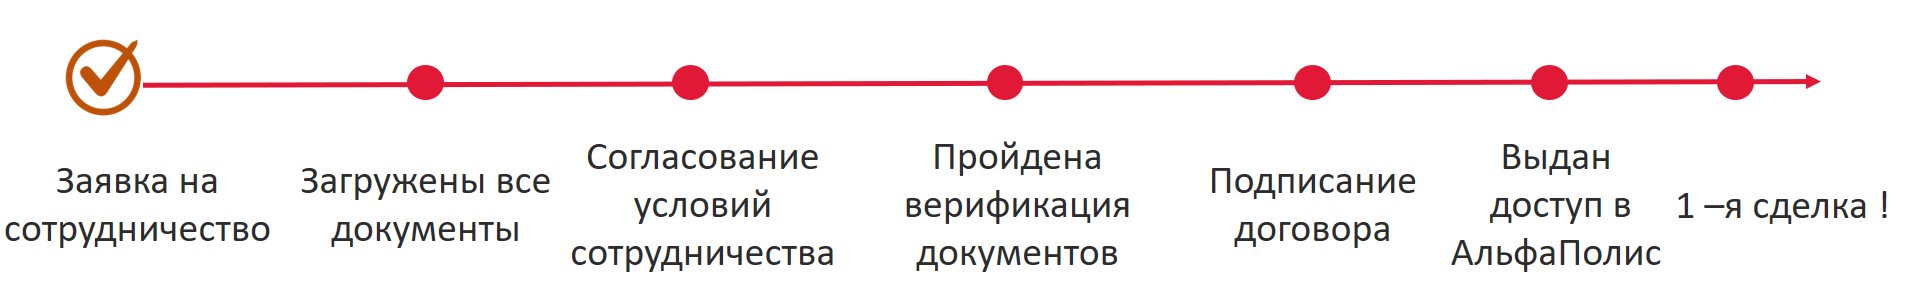 Заявка на
сотрудничество
Загружены все
документы
Согласование
условий
сотрудничества
Пройдена
верификация
документов
Подписание
договора
Выдан
доступ в
АльфаПолис
1 –я сделка !